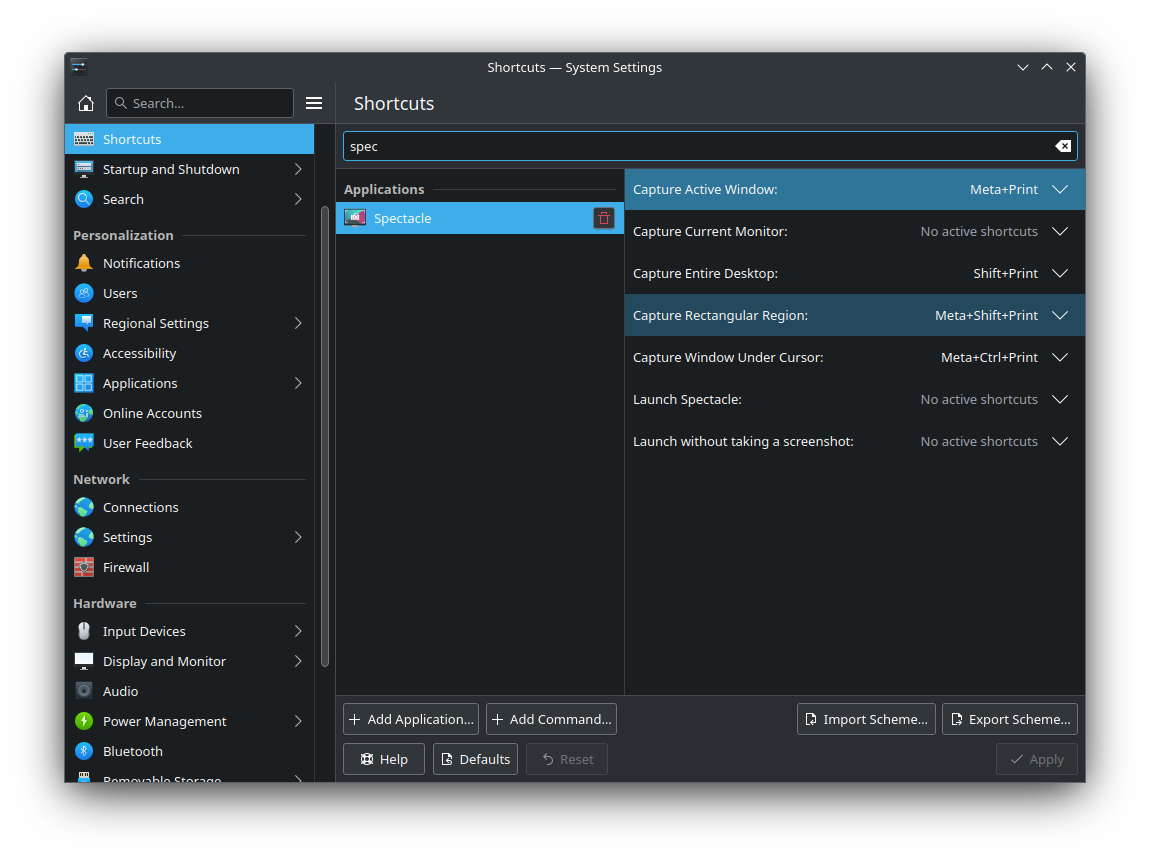 Shortcuts — System Settings
Search...
Shortcuts
Shortcuts
Startup and Shutdown
Search
Personalization
Notifications
Users
Regional Settings
Accessibility
Applications
Online Accounts
User Feedback
Network
Connections
Settings
Firewall
Hardware
Input Devices
Display and Monitor
Audio
Power Management
Bluetooth
Removable Storage
spec
Applications
Spectacle
Capture Active Window: Meta+Print
Capture Current Monitor: No active shortcuts
Capture Entire Desktop: Shift+Print
Capture Rectangular Region: Meta+Shift+Print
Capture Window Under Cursor: Meta+Ctrl+Print
Launch Spectacle: No active shortcuts
Launch without taking a screenshot: No active shortcuts
Add Application... Add Command... Import Scheme... Export Scheme...
Help Defaults Reset Apply